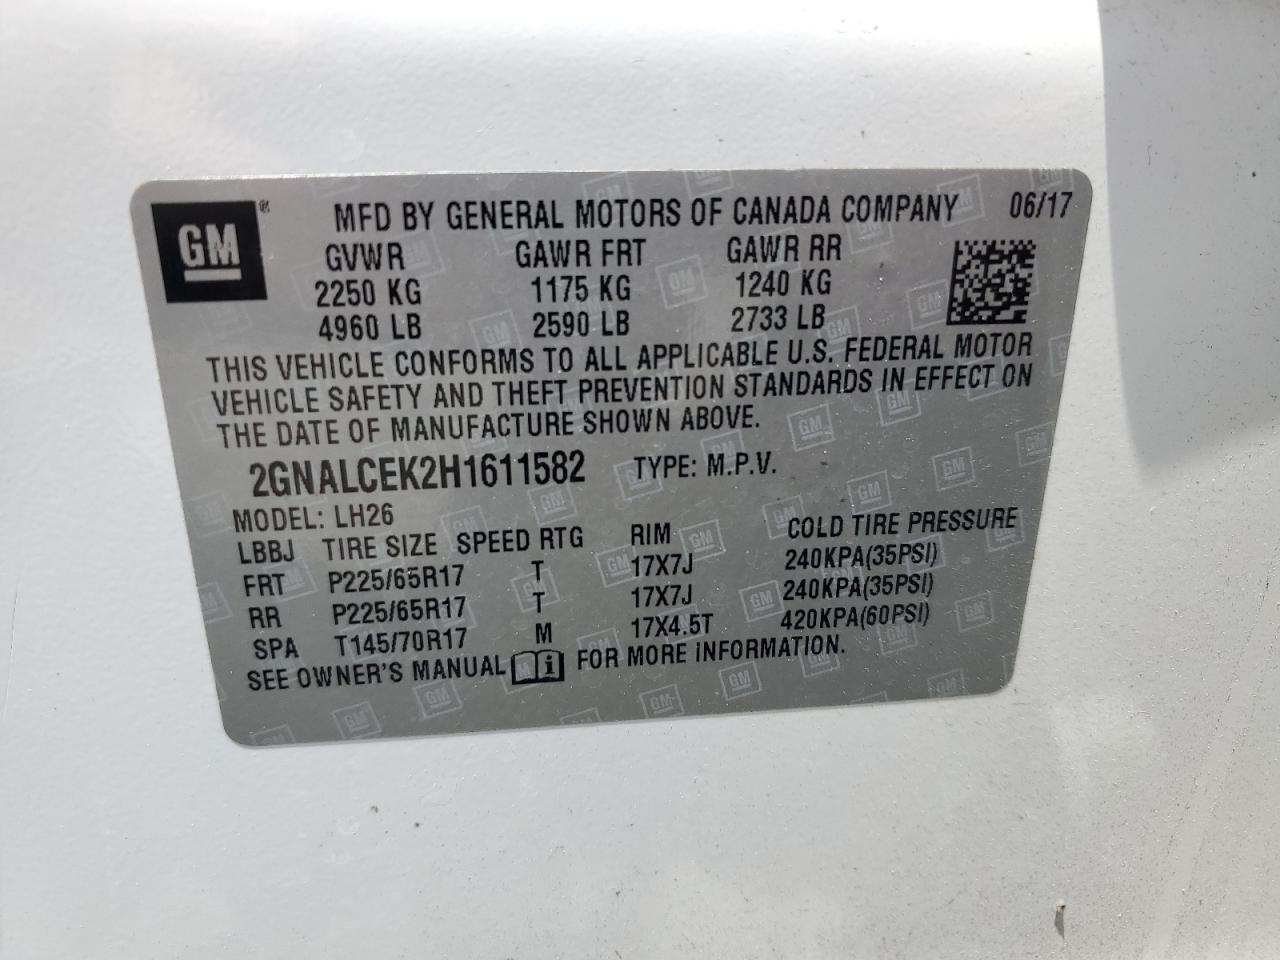 GM ® MFD BY GENERAL MOTORS OF CANADA COMPANY 06/17
GVWR GAWR FRT GAWR RR
2250 KG 1175 KG 1240 KG
4960 LB 2590 LB 2733 LB
THIS VEHICLE CONFORMS TO ALL APPLICABLE U.S. FEDERAL MOTOR
VEHICLE SAFETY AND THEFT PREVENTION STANDARDS IN EFFECT ON
THE DATE OF MANUFACTURE SHOWN ABOVE.
2GNALCEK2H1611582 TYPE: M.P.V.
MODEL: LH26
LBBJ TIRE SIZE SPEED RTG RIM COLD TIRE PRESSURE
FRT P225/65R17 T 17X7J 240KPA(35PSI)
RR P225/65R17 T 17X7J 240KPA(35PSI)
SPA T145/70R17 M 17X4.5T 420KPA(60PSI)
SEE OWNER'S MANUAL i FOR MORE INFORMATION.